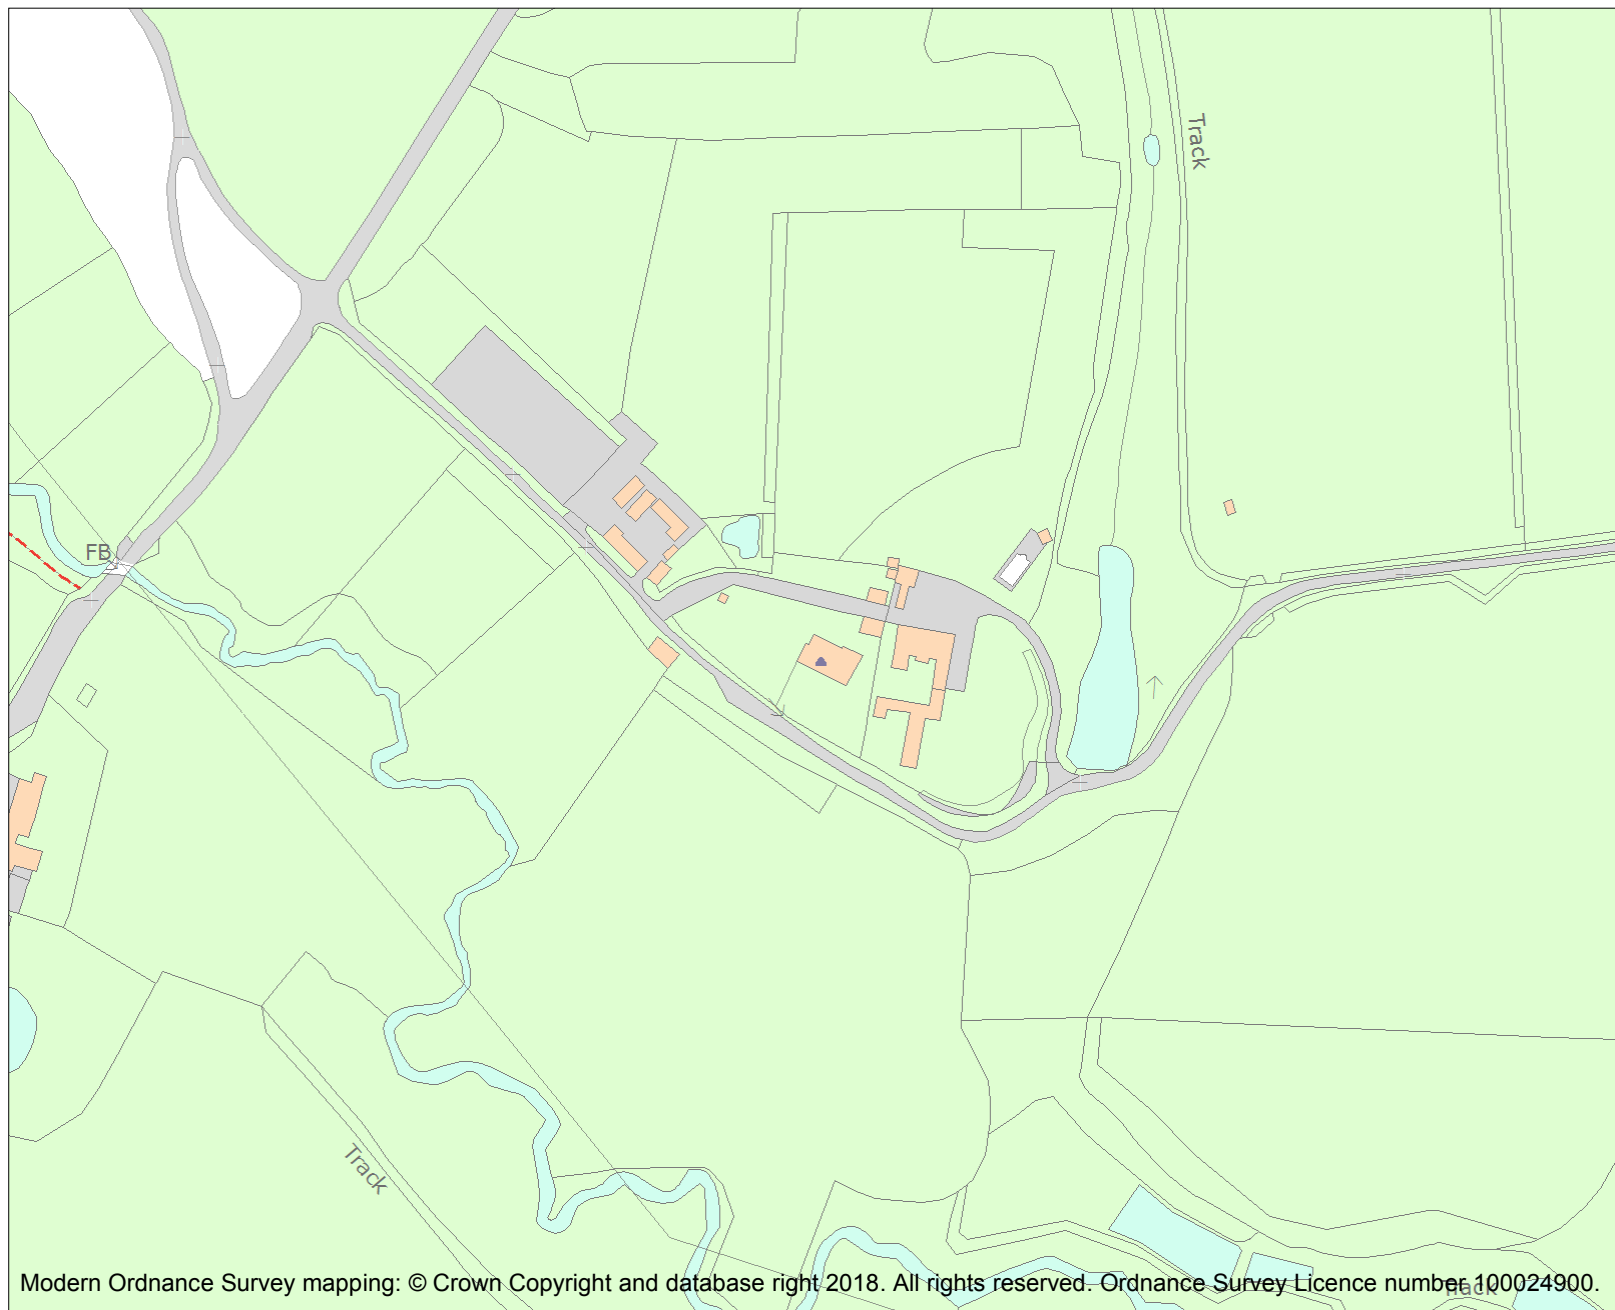 Track
FB
Track
Track
Modern Ordnance Survey mapping: © Crown Copyright and database right 2018. All rights reserved. Ordnance Survey Licence number 100024900.